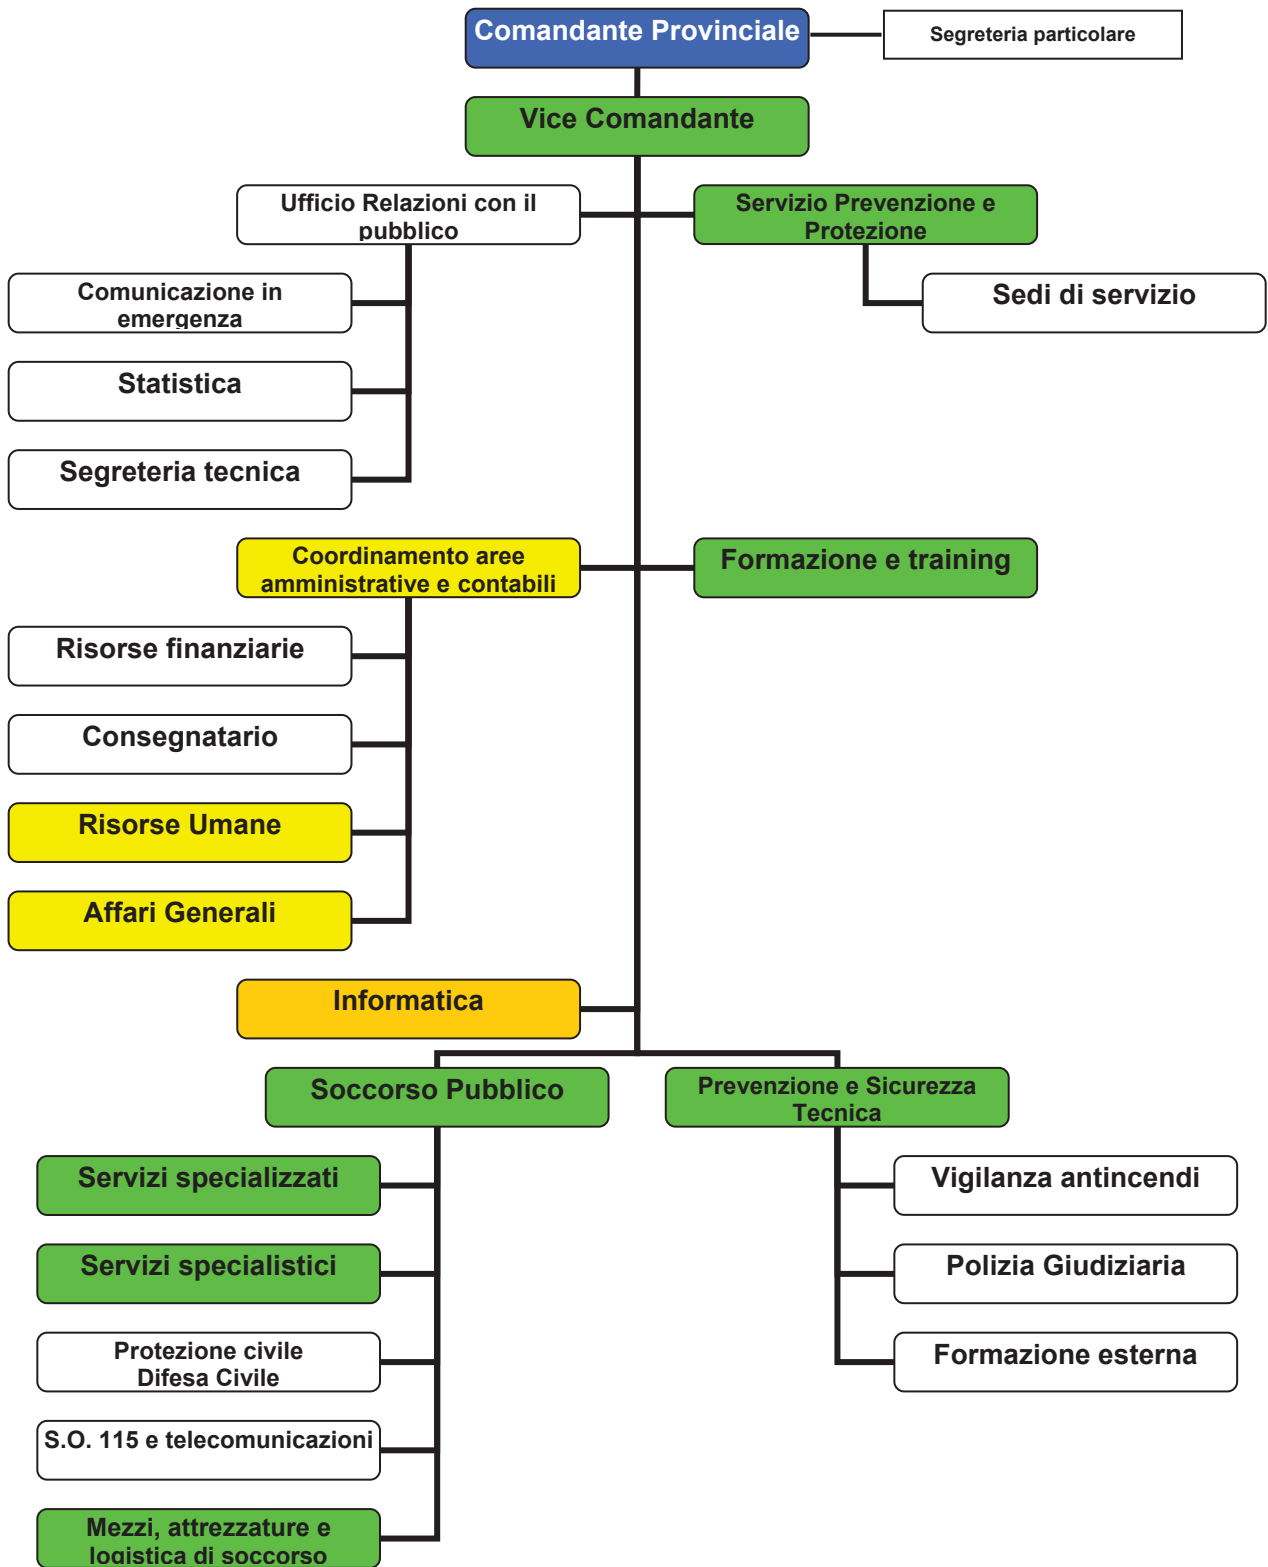 Comandante Provinciale
Segreteria particolare
Vice Comandante
Ufficio Relazioni con il
pubblico
Servizio Prevenzione e
Protezione
Comunicazione in
emergenza
Sedi di servizio
Statistica
Segreteria tecnica
Coordinamento aree
amministrative e contabili
Formazione e training
Risorse finanziarie
Consegnatario
Risorse Umane
Affari Generali
Informatica
Soccorso Pubblico
Prevenzione e Sicurezza
Tecnica
Servizi specializzati
Vigilanza antincendi
Servizi specialistici
Polizia Giudiziaria
Protezione civile
Difesa Civile
Formazione esterna
S.O. 115 e telecomunicazioni
Mezzi, attrezzature e
logistica di soccorso